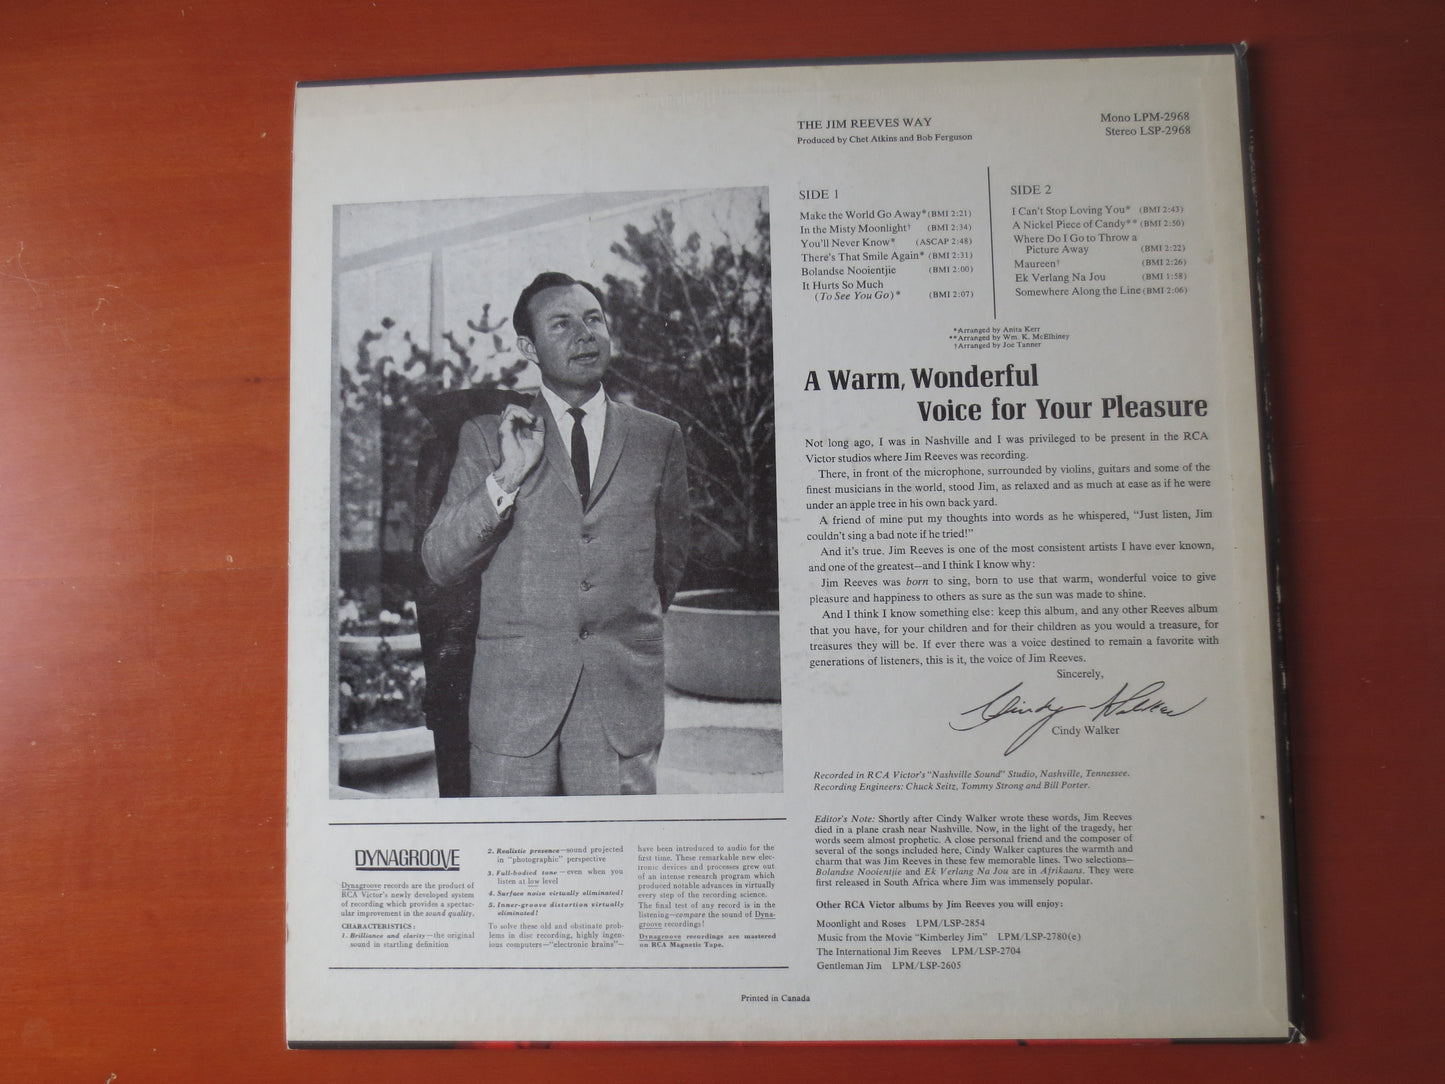 THE JIM REEVES WAY
Produced by Chet Atkins and Bob Ferguson
Mono LPM-2968
Stereo LSP-2968
SIDE 1
Make the World Go Away* (BMI 2:21)
In the Misty Moonlight† (BMI 2:34)
You'll Never Know* (ASCAP 2:48)
There's That Smile Again* (BMI 2:31)
Bolandse Nooientjie (BMI 2:00)
It Hurts So Much
(To See You Go)* (BMI 2:07)
SIDE 2
I Can't Stop Loving You* (BMI 2:43)
A Nickel Piece of Candy** (BMI 2:50)
Where Do I Go to Throw a
Picture Away (BMI 2:22)
Maureen† (BMI 2:26)
Ek Verlang Na Jou (BMI 1:58)
Somewhere Along the Line (BMI 2:06)
*Arranged by Anita Kerr
**Arranged by Wm. K. McElhiney
†Arranged by Joe Tanner
A Warm, Wonderful
Voice for Your Pleasure
Not long ago, I was in Nashville and I was privileged to be present in the RCA
Victor studios where Jim Reeves was recording.
There, in front of the microphone, surrounded by violins, guitars and some of the
finest musicians in the world, stood Jim, as relaxed and as much at ease as if he were
under an apple tree in his own back yard.
A friend of mine put my thoughts into words as he whispered, "Just listen, Jim
couldn't sing a bad note if he tried!"
And it's true. Jim Reeves is one of the most consistent artists I have ever known,
and one of the greatest—and I think I know why:
Jim Reeves was born to sing, born to use that warm, wonderful voice to give
pleasure and happiness to others as sure as the sun was made to shine.
And I think I know something else: keep this album, and any other Reeves album
that you have, for your children and for their children as you would a treasure, for
treasures they will be. If ever there was a voice destined to remain a favorite with
generations of listeners, this is it, the voice of Jim Reeves.
Sincerely,
Cindy Walker
Cindy Walker
Recorded in RCA Victor's "Nashville Sound" Studio, Nashville, Tennessee.
Recording Engineers: Chuck Seitz, Tommy Strong and Bill Porter.
Editor's Note: Shortly after Cindy Walker wrote these words, Jim Reeves
died in a plane crash near Nashville. Now, in the light of the tragedy, her
words seem almost prophetic. A close personal friend and the composer of
several of the songs included here, Cindy Walker captures the warmth and
charm that was Jim Reeves in these few memorable lines. Two selections—
Bolandse Nooientjie and Ek Verlang Na Jou are in Afrikaans. They were
first released in South Africa where Jim was immensely popular.
Other RCA Victor albums by Jim Reeves you will enjoy:
Moonlight and Roses LPM/LSP-2854
Music from the Movie "Kimberley Jim" LPM/LSP-2780(e)
The International Jim Reeves LPM/LSP-2704
Gentleman Jim LPM/LSP-2605
DYNAGROOVE
Dynagroove records are the product of
RCA Victor's newly developed system
of recording which provides a spectac-
ular improvement in the sound quality.
CHARACTERISTICS:
1. Brilliance and clarity—the original
sound in startling definition
2. Realistic presence—sound projected
in "photographic" perspective
3. Full-bodied tone—even when you
listen at low level
4. Surface noise virtually eliminated!
5. Inner-groove distortion virtually
eliminated!
To solve these old and obstinate prob-
lems in disc recording, highly ingen-
ious computers—"electronic brains"—
have been introduced to audio for the
first time. These remarkable new elec-
tronic devices and processes grew out
of an intense research program which
produced notable advances in virtually
every step of the recording science.
The final test of any record is in the
listening—compare the sound of Dyna-
groove recordings!
Dynagroove recordings are mastered
on RCA Magnetic Tape.
Printed in Canada